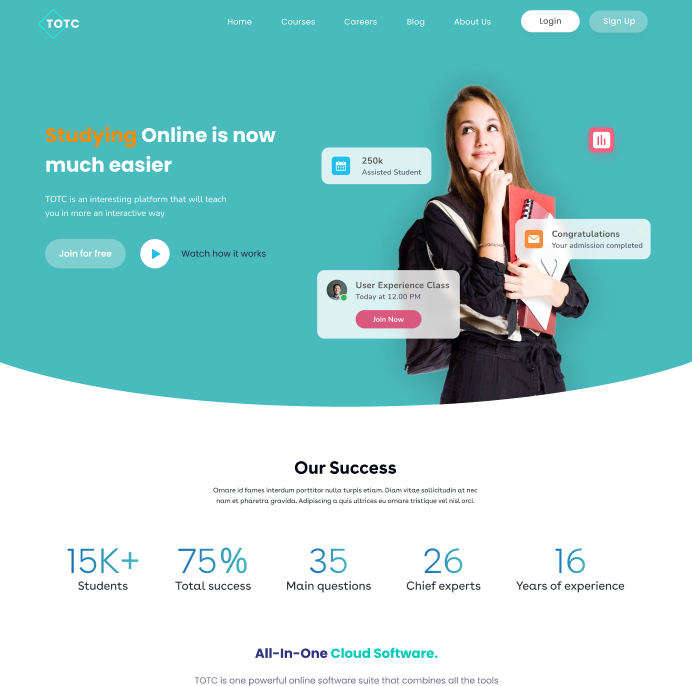 TOTC
Home Courses Careers Blog About Us Login Sign Up
Studying Online is now
much easier
TOTC is an interesting platform that will teach
you in more an interactive way
Join for free Watch how it works
250k
Assisted Student
Congratulations
Your admission completed
User Experience Class
Today at 12.00 PM
Join Now
Our Success
Ornare id fames interdum porttitor nulla turpis etiam. Diam vitae sollicitudin at nec
nam et pharetra gravida. Adipiscing a quis ultrices eu ornare tristique vel nisl orci.
15K+ 75% 35 26 16
Students Total success Main questions Chief experts Years of experience
All-In-One Cloud Software.
TOTC is one powerful online software suite that combines all the tools